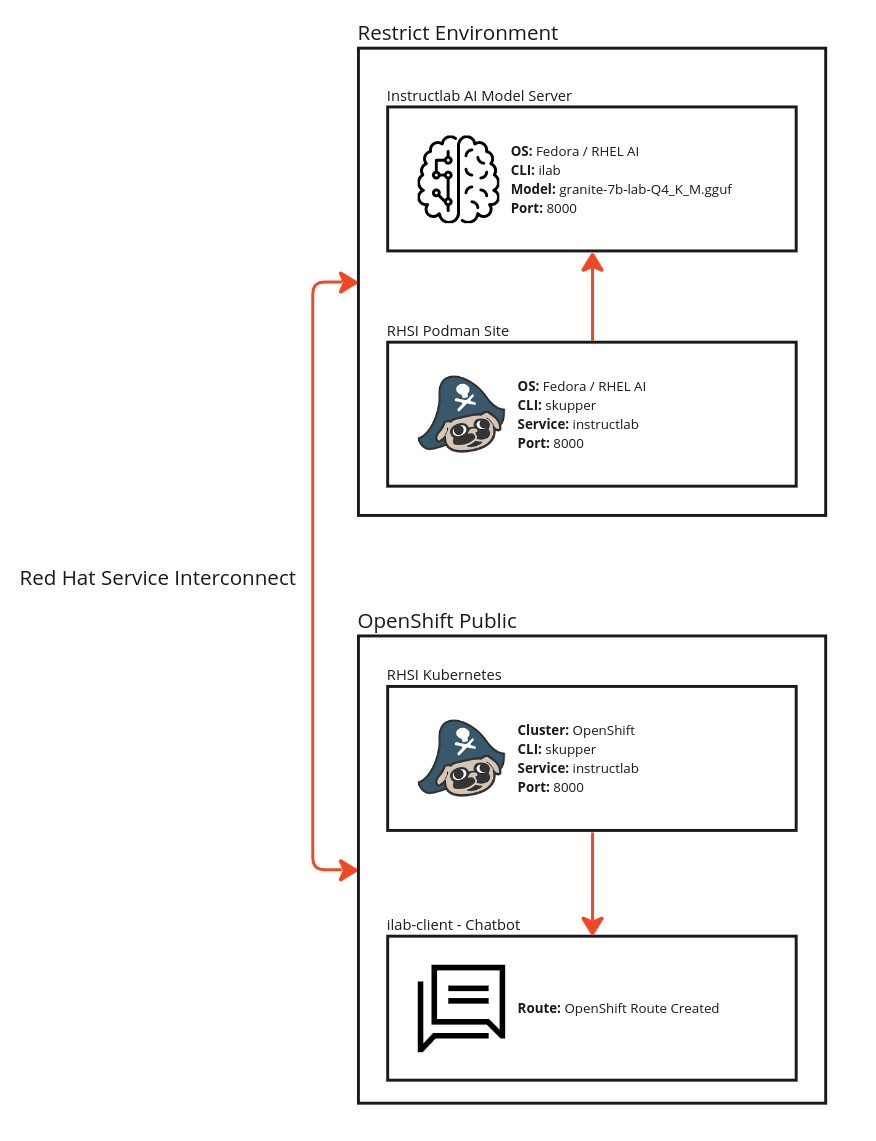 Restrict Environment
Instructlab AI Model Server
OS: Fedora / RHEL AI
CLI: ilab
Model: granite-7b-lab-Q4_K_M.gguf
Port: 8000
RHSI Podman Site
OS: Fedora / RHEL AI
CLI: skupper
Service: instructlab
Port: 8000
Red Hat Service Interconnect
OpenShift Public
RHSI Kubernetes
Cluster: OpenShift
CLI: skupper
Service: instructlab
Port: 8000
ilab-client - Chatbot
Route: OpenShift Route Created